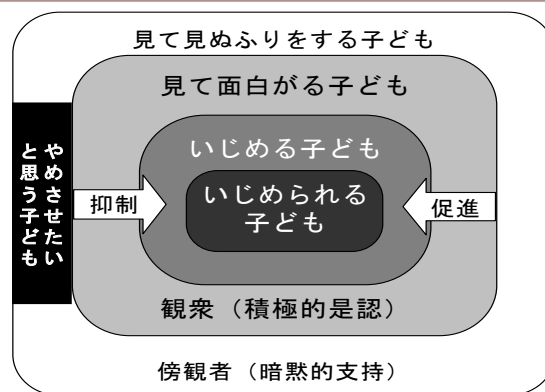 見て見ぬふりをする子ども
見て面白がる子ども
いじめる子ども
いじめられる
子ども
やめさせたい
と思う子ども
抑制
促進
観衆（積極的是認）
傍観者（暗黙的支持）